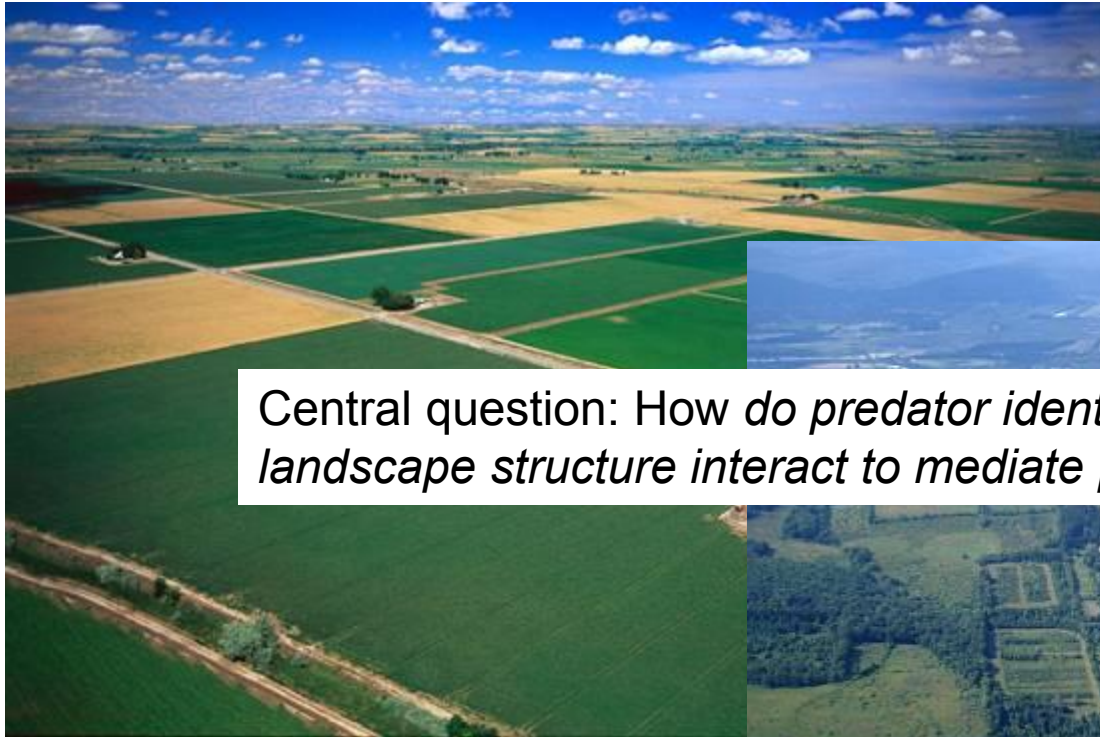 Central question: How do predator ident
landscape structure interact to mediate